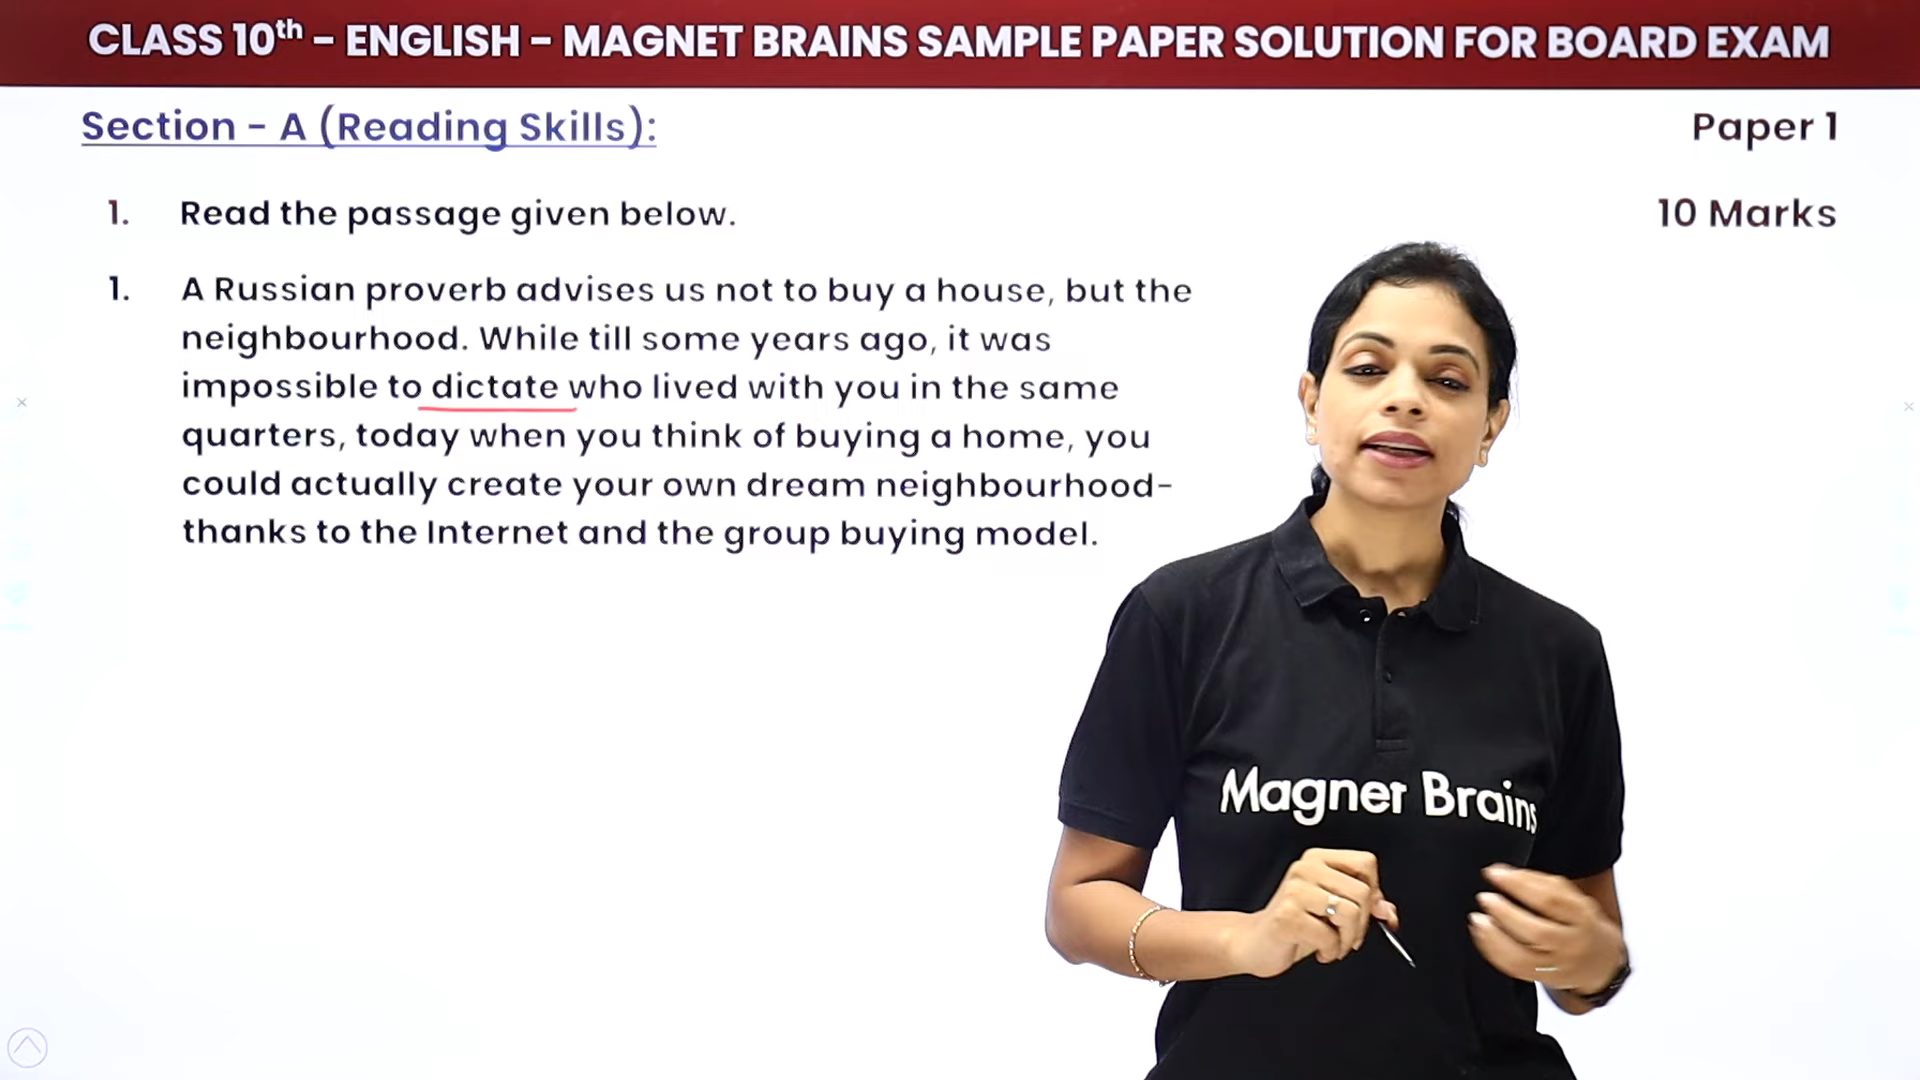 CLASS 10th – ENGLISH – MAGNET BRAINS SAMPLE PAPER SOLUTION FOR BOARD EXAM
Section - A (Reading Skills):
Paper 1
1. Read the passage given below.
10 Marks
1. A Russian proverb advises us not to buy a house, but the
neighbourhood. While till some years ago, it was
impossible to dictate who lived with you in the same
quarters, today when you think of buying a home, you
could actually create your own dream neighbourhood-
thanks to the Internet and the group buying model.
Magnet Brains